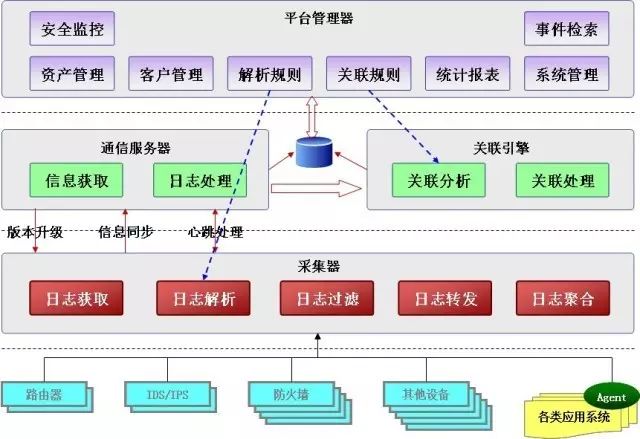 平台管理器
安全监控
事件检索
资产管理
客户管理
解析规则
关联规则
统计报表
系统管理
通信服务器
信息获取
日志处理
关联引擎
关联分析
关联处理
版本升级
信息同步
心跳处理
采集器
日志获取
日志解析
日志过滤
日志转发
日志聚合
路由器
IDS/IPS
防火墙
其他设备
Agent
各类应用系统